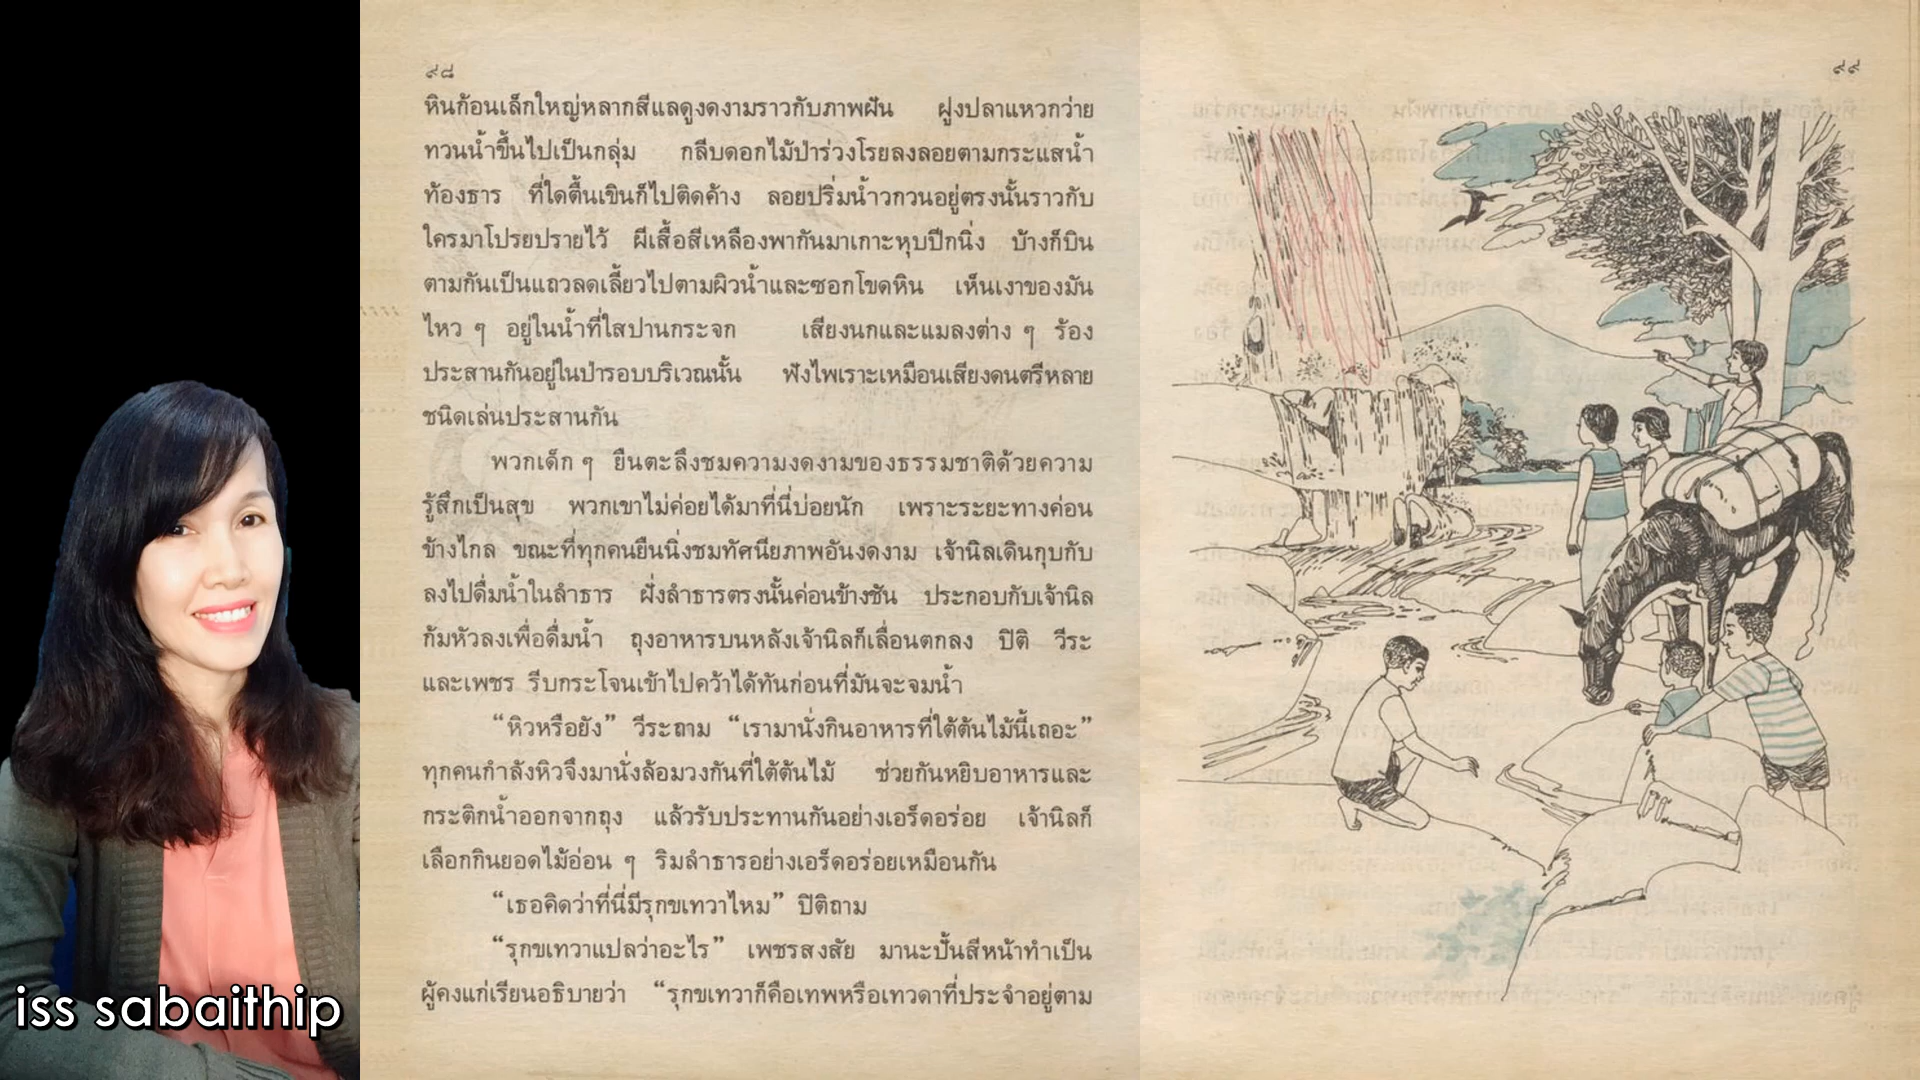 ๙๘
หินก้อนเล็กใหญ่หลากสีแลดูงดงามราวกับภาพฝัน ฝูงปลาแหวกว่าย
ทวนน้ำขึ้นไปเป็นกลุ่ม กลีบดอกไม้ป่าร่วงโรยลงลอยตามกระแสน้ำ
ท้องธาร ที่ใดตื้นเขินก็ไปติดค้าง ลอยปริ่มน้ำวกวนอยู่ตรงนั้นราวกับ
ใครมาโปรยปรายไว้ ผีเสื้อสีเหลืองพากันมาเกาะหุบปีกนิ่ง บ้างก็บิน
ตามกันเป็นแถวลดเลี้ยวไปตามผิวน้ำและซอกโขดหิน เห็นเงาของมัน
ไหว ๆ อยู่ในน้ำที่ใสปานกระจก เสียงนกและแมลงต่าง ๆ ร้อง
ประสานกันอยู่ในป่ารอบบริเวณนั้น ฟังไพเราะเหมือนเสียงดนตรีหลาย
ชนิดเล่นประสานกัน
พวกเด็ก ๆ ยืนตะลึงชมความงดงามของธรรมชาติด้วยความ
รู้สึกเป็นสุข พวกเขาไม่ค่อยได้มาที่นี่บ่อยนัก เพราะระยะทางค่อน
ข้างไกล ขณะที่ทุกคนยืนนิ่งชมทัศนียภาพอันงดงาม เจ้านิลเดินกุบกับ
ลงไปดื่มน้ำในลำธาร ฝั่งลำธารตรงนั้นค่อนข้างชัน ประกอบกับเจ้านิล
ก้มหัวลงเพื่อดื่มน้ำ ถุงอาหารบนหลังเจ้านิลก็เลื่อนตกลง ปิติ วีระ
และเพชร รีบกระโจนเข้าไปคว้าได้ทันก่อนที่มันจะจมน้ำ
“หิวหรือยัง” วีระถาม “เรามานั่งกินอาหารที่ใต้ต้นไม้นี้เถอะ”
ทุกคนกำลังหิวจึงมานั่งล้อมวงกันที่ใต้ต้นไม้ ช่วยกันหยิบอาหารและ
กระติกน้ำออกจากถุง แล้วรับประทานกันอย่างเอร็ดอร่อย เจ้านิลก็
เลือกกินยอดไม้อ่อน ๆ ริมลำธารอย่างเอร็ดอร่อยเหมือนกัน
“เธอคิดว่าที่นี่มีรุกขเทวาไหม” ปิติถาม
“รุกขเทวาแปลว่าอะไร” เพชรสงสัย มานะปั้นสีหน้าทำเป็น
ผู้คงแก่เรียนอธิบายว่า “รุกขเทวาก็คือเทพหรือเทวดาที่ประจำอยู่ตาม
๙๙
iss sabaithip